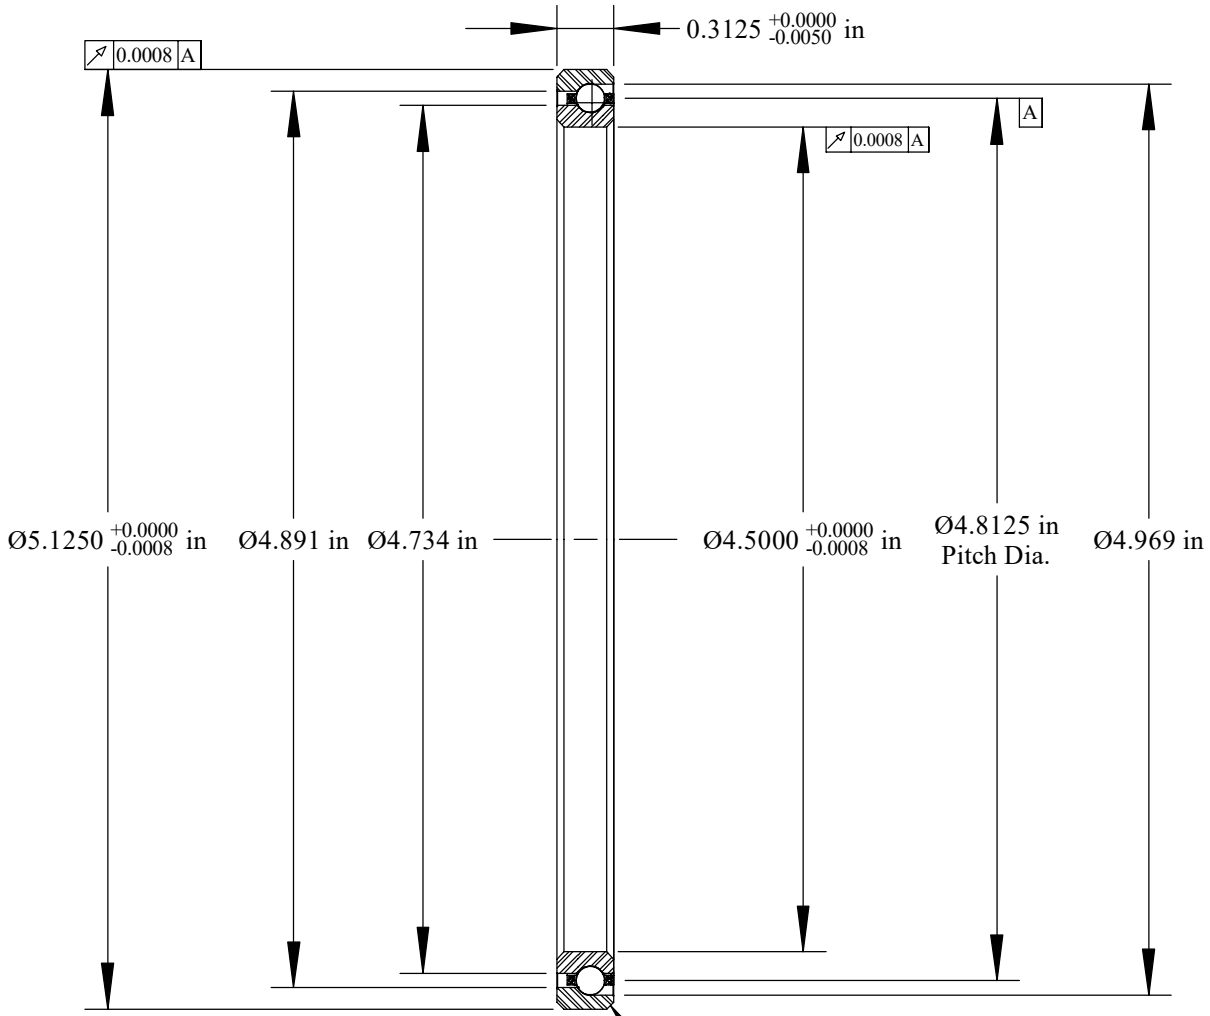 0.3125 +0.0000 -0.0050 in
0.0008 A
A
0.0008 A
Ø5.1250 +0.0000 -0.0008 in
Ø4.891 in
Ø4.734 in
Ø4.5000 +0.0000 -0.0008 in
Ø4.8125 in
Pitch Dia.
Ø4.969 in